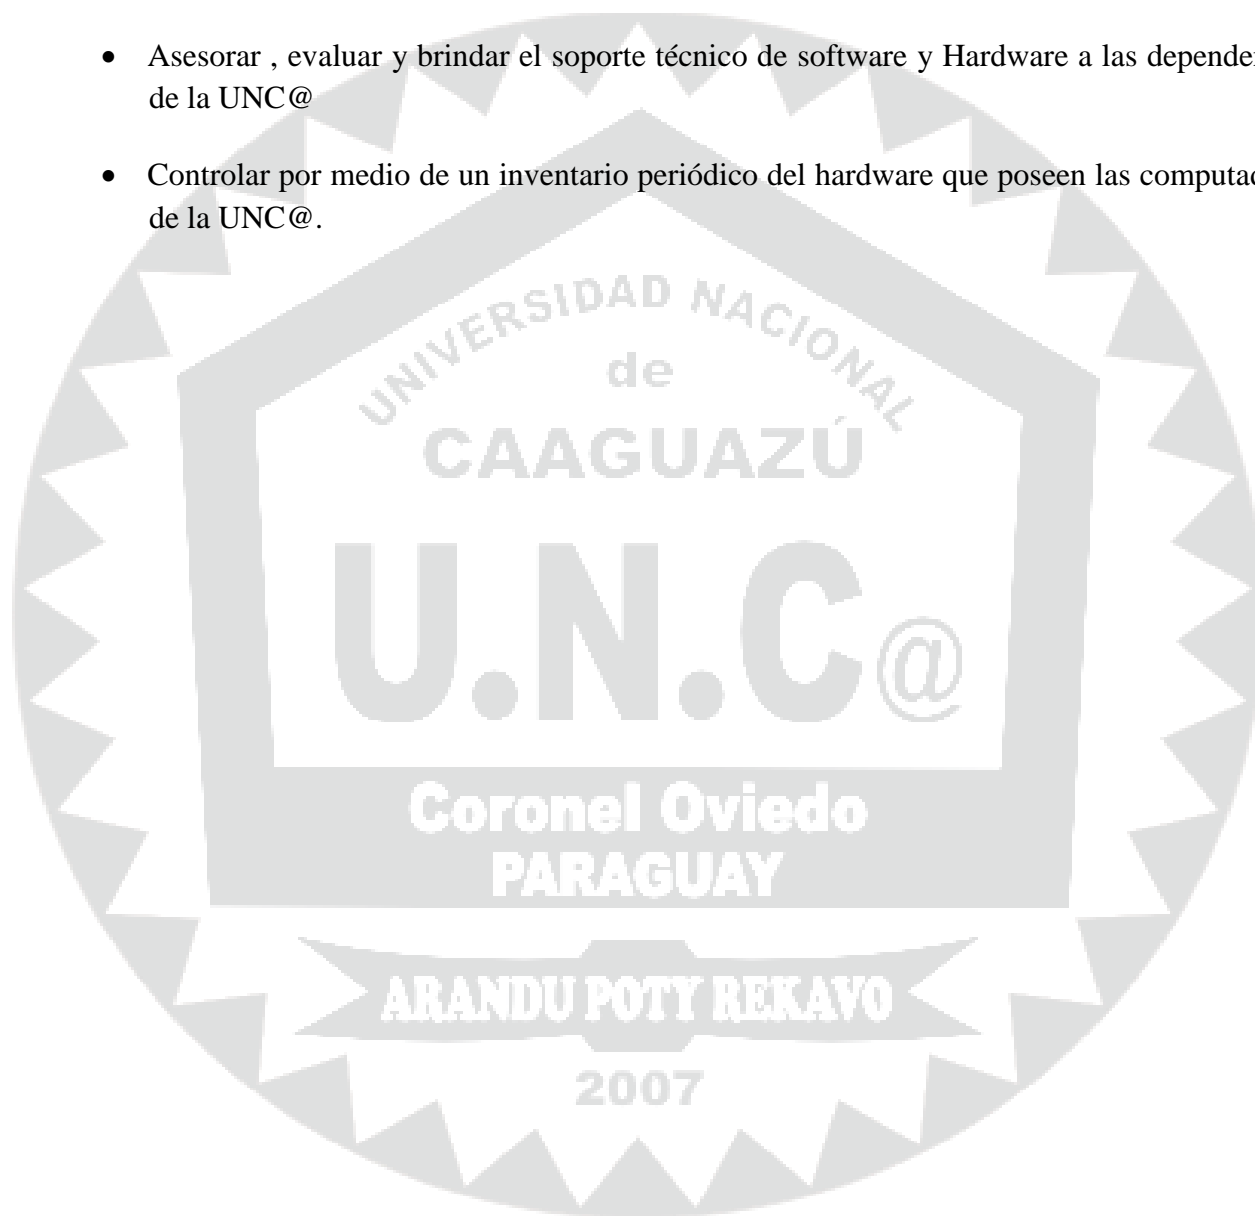 • Asesorar , evaluar y brindar el soporte técnico de software y Hardware a las
de la UNC@
• Controlar por medio de un inventario periódico del hardware que poseen las
de la UNC@.
UNIVERSIDAD NACIONAL
de
CAAGUAZÚ
U.N.C@
Coronel Oviedo
PARAGUAY
ARANDU POTY REKAVO
2007